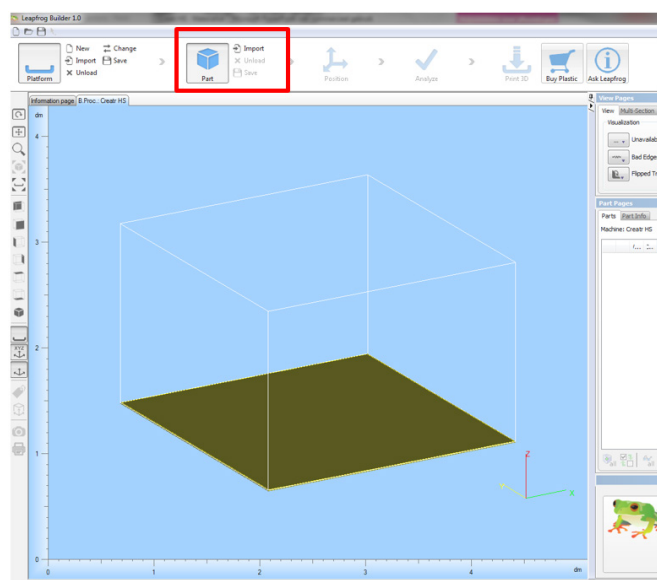 Leapfrog Builder 1.0
New Change
Import Save
Unload
Platform
Import
Unload
Save
Part
Position
Analyze
Print 3D
Buy Plastic
Ask Leapfrog
Information page B.Proc.: Creatr HS
dm
4
3
2
1
0
0 1 2 3 4 dm
Z
Y
X
XYZ
View Pages
View Multi-Section
Visualization
Unavailab
Bad Edge
Flipped Tr
Part Pages
Parts Part Info
Machine: Creatr HS